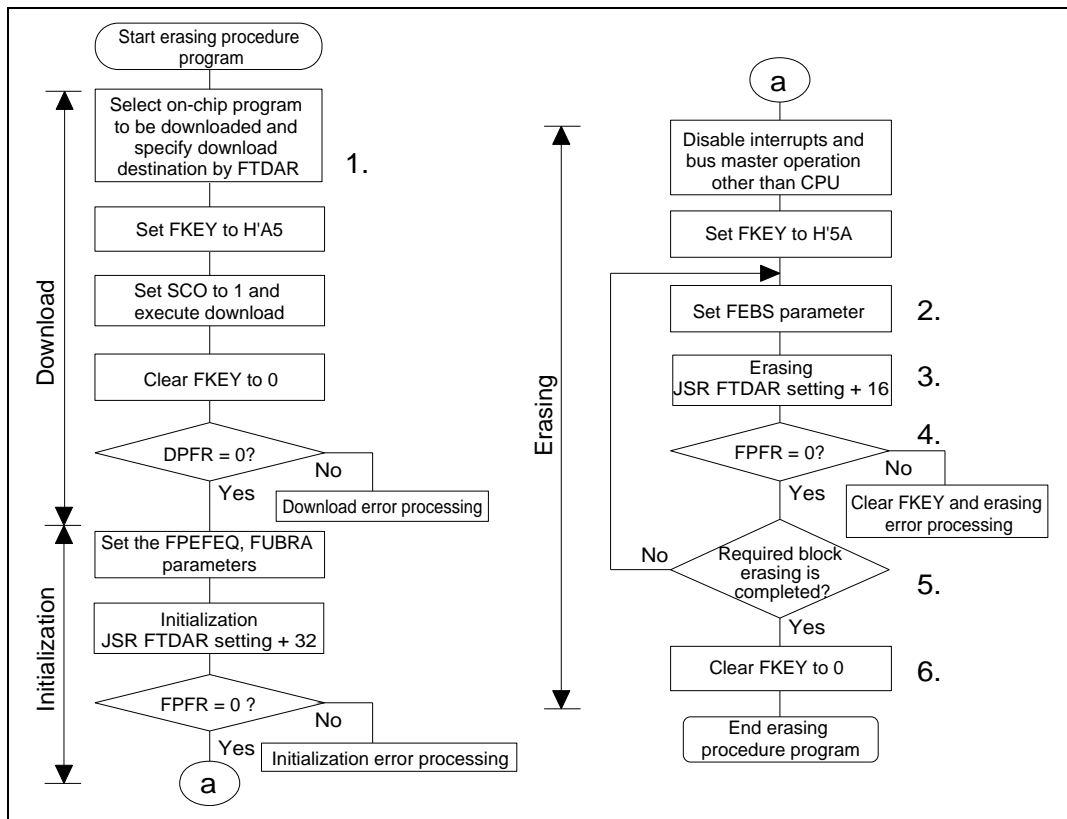 Start erasing procedure
program
Select on-chip program
to be downloaded and
specify download
destination by FTDAR
1.
Set FKEY to H'A5
Set SCO to 1 and
execute download
Clear FKEY to 0
DPFR = 0?
No
Yes
Download error processing
Download
Set the FPEFEQ, FUBRA
parameters
Initialization
JSR FTDAR setting + 32
FPFR = 0 ?
No
Yes
Initialization error processing
Initialization
a
a
Disable interrupts and
bus master operation
other than CPU
Set FKEY to H'5A
Set FEBS parameter
2.
Erasing
JSR FTDAR setting + 16
3.
4.
FPFR = 0?
No
Yes
Clear FKEY and erasing
error processing
Erasing
No
Required block
erasing is
completed?
5.
Yes
Clear FKEY to 0
6.
End erasing
procedure program